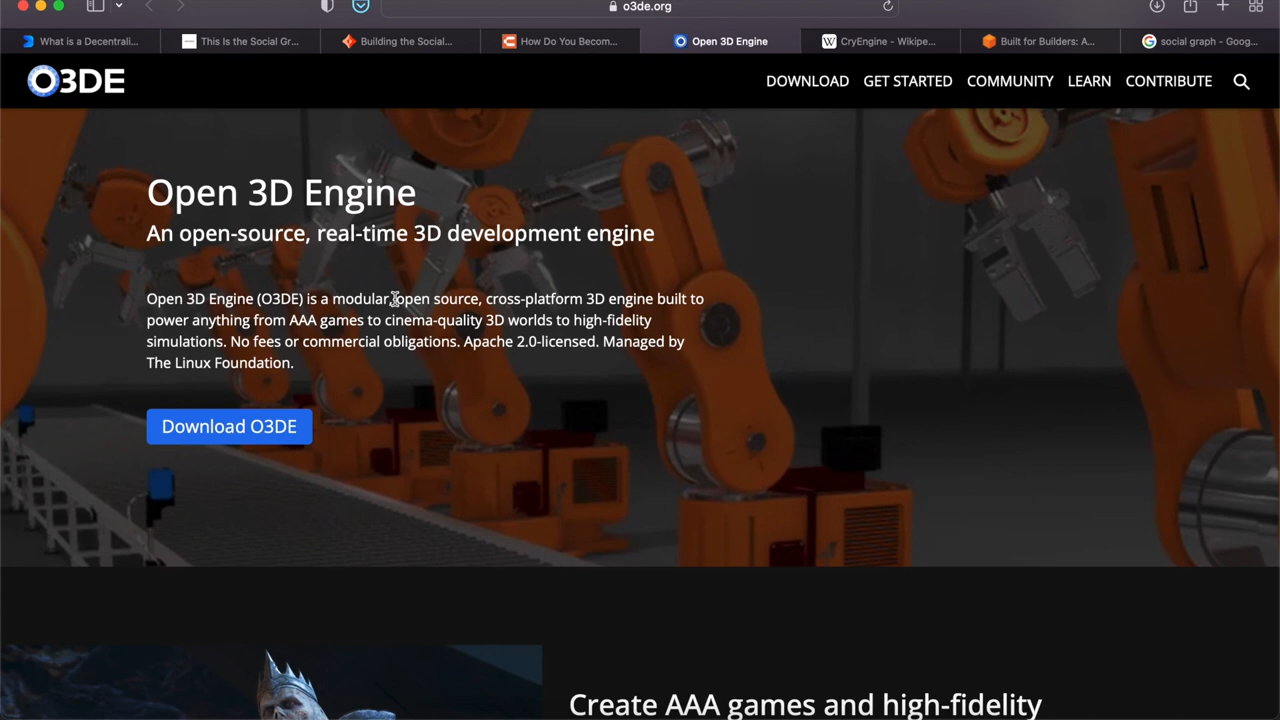 o3de.org
What is a Decentrali...
This Is the Social Gr...
Building the Social...
How Do You Becom...
Open 3D Engine
CryEngine - Wikipe...
Built for Builders: A...
social graph - Goog...
O3DE
DOWNLOAD
GET STARTED
COMMUNITY
LEARN
CONTRIBUTE
Open 3D Engine
An open-source, real-time 3D development engine
Open 3D Engine (O3DE) is a modular, open source, cross-platform 3D engine built to
power anything from AAA games to cinema-quality 3D worlds to high-fidelity
simulations. No fees or commercial obligations. Apache 2.0-licensed. Managed by
The Linux Foundation.
Download O3DE
Create AAA games and high-fidelity